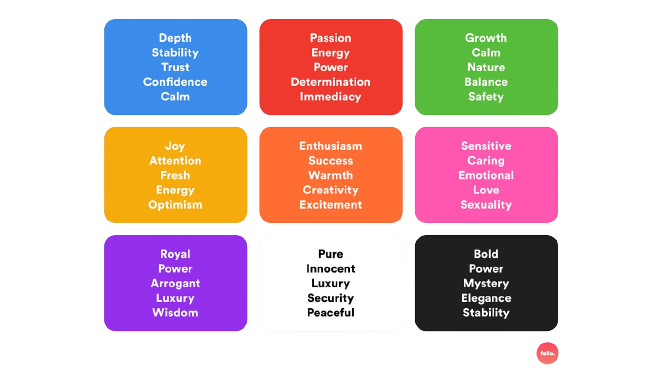 Depth
Stability
Trust
Confidence
Calm
Passion
Energy
Power
Determination
Immediacy
Growth
Calm
Nature
Balance
Safety
Joy
Attention
Fresh
Energy
Optimism
Enthusiasm
Success
Warmth
Creativity
Excitement
Sensitive
Caring
Emotional
Love
Sexuality
Royal
Power
Arrogant
Luxury
Wisdom
Pure
Innocent
Luxury
Security
Peaceful
Bold
Power
Mystery
Elegance
Stability
fello.